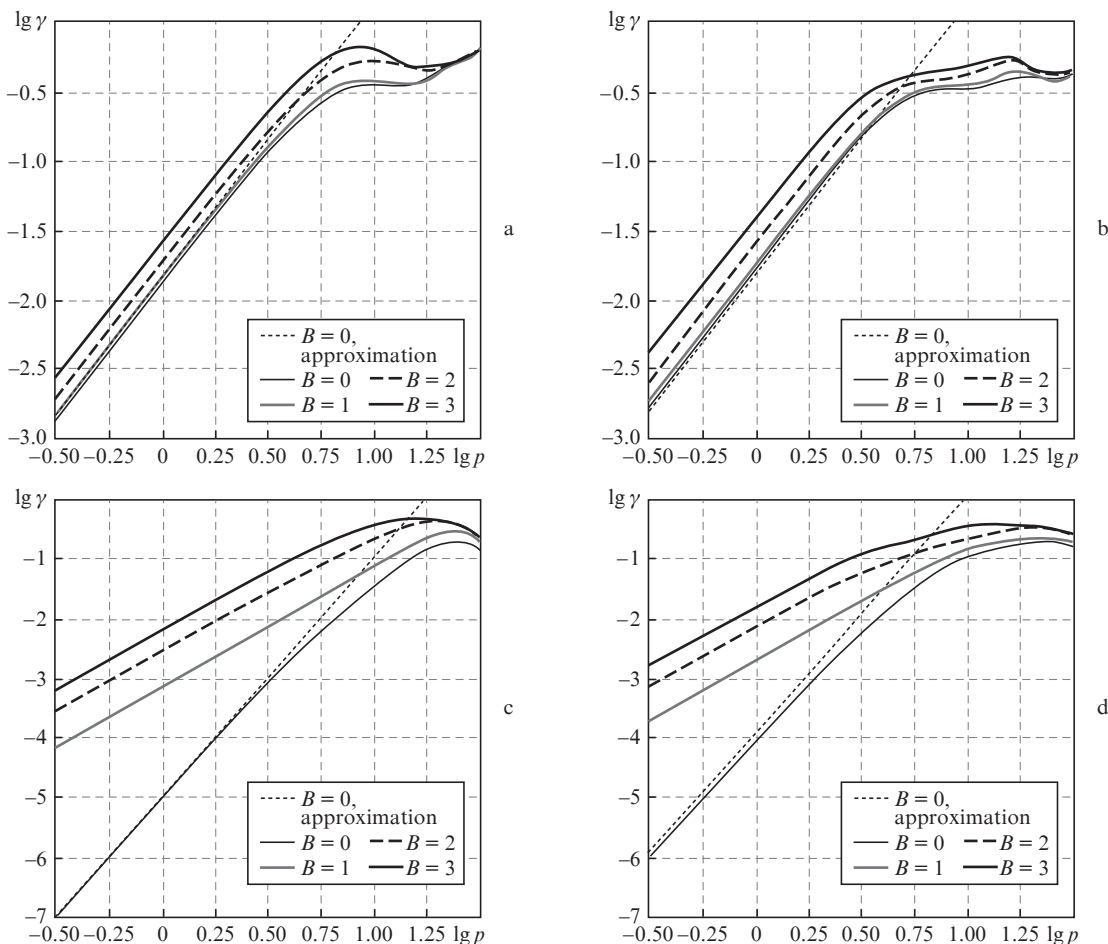 lg γ
−0.5
−1.0
−1.5
−2.0
−2.5
−3.0
−0.50 −0.25 0 0.25 0.50 0.75 1.00 1.25 lg p
B = 0,
approximation
B = 0 B = 2
B = 1 B = 3
a
lg γ
−0.5
−1.0
−1.5
−2.0
−2.5
−3.0
−0.50 −0.25 0 0.25 0.50 0.75 1.00 1.25 lg p
B = 0,
approximation
B = 0 B = 2
B = 1 B = 3
b
lg γ
−1
−2
−3
−4
−5
−6
−7
−0.50 −0.25 0 0.25 0.50 0.75 1.00 1.25 lg p
B = 0,
approximation
B = 0 B = 2
B = 1 B = 3
c
lg γ
−1
−2
−3
−4
−5
−6
−7
−0.50 −0.25 0 0.25 0.50 0.75 1.00 1.25 lg p
B = 0,
approximation
B = 0 B = 2
B = 1 B = 3
d